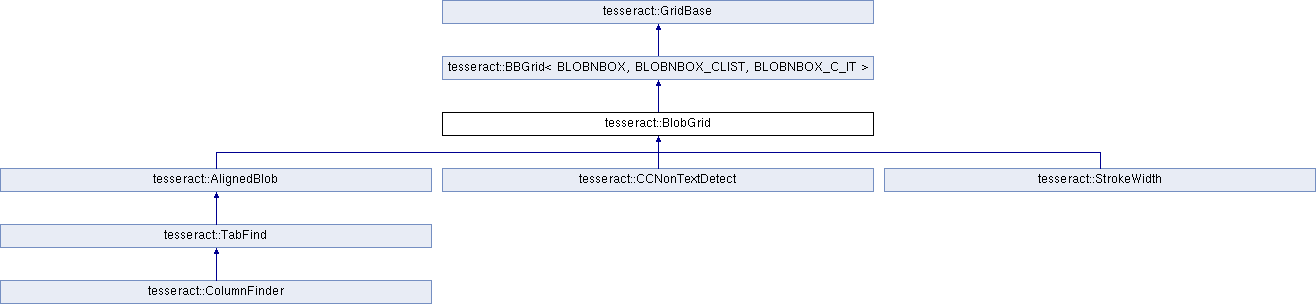 tesseract::GridBase
tesseract::BBGrid< BLOBNBOX, BLOBNBOX_CLIST, BLOBNBOX_C_IT >
tesseract::BlobGrid
tesseract::AlignedBlob
tesseract::CCNonTextDetect
tesseract::StrokeWidth
tesseract::TabFind
tesseract::ColumnFinder